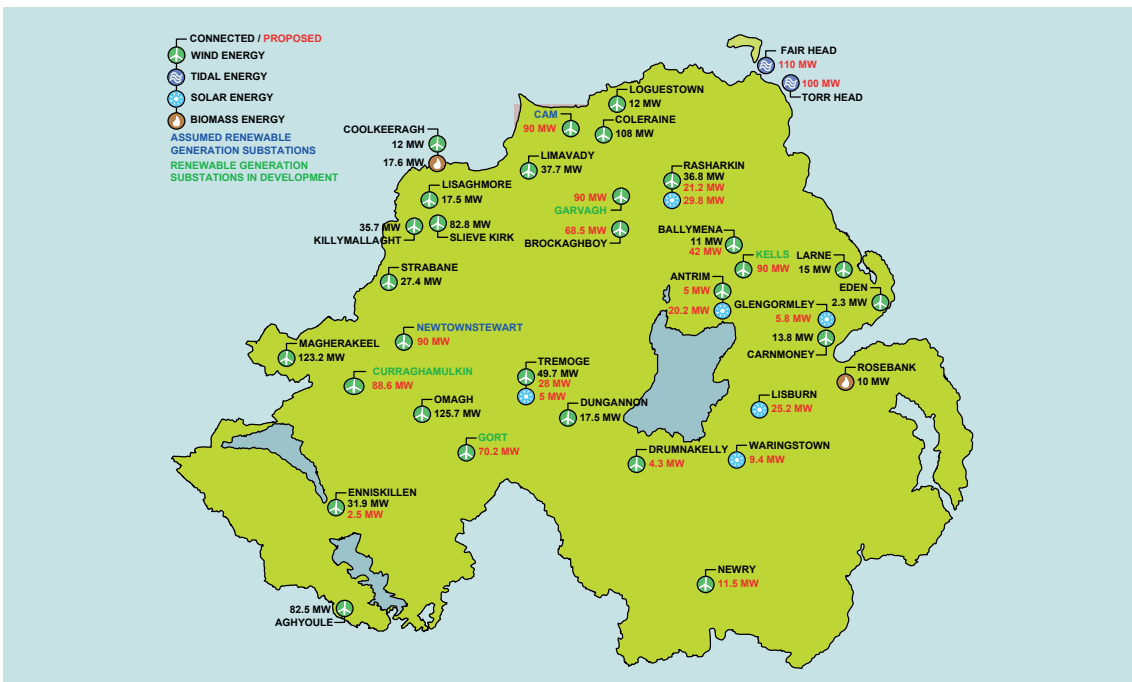 CONNECTED / PROPOSED
WIND ENERGY
TIDAL ENERGY
SOLAR ENERGY
BIOMASS ENERGY
ASSUMED RENEWABLE
GENERATION SUBSTATIONS
RENEWABLE GENERATION
SUBSTATIONS IN DEVELOPMENT
FAIR HEAD
110 MW
100 MW
TORR HEAD
LOGUESTOWN
12 MW
CAM
90 MW
COLERAINE
108 MW
COOLKEERAGH
12 MW
17.6 MW
LIMAVADY
37.7 MW
RASHARKIN
36.8 MW
21.2 MW
29.8 MW
LISAGHMORE
17.5 MW
90 MW
GARVAGH
35.7 MW
KILLYMALLAGHT
82.8 MW
SLIEVE KIRK
68.5 MW
BROCKAGHBOY
BALLYMENA
11 MW
42 MW
KELLS
90 MW
LARNE
15 MW
STRABANE
27.4 MW
ANTRIM
5 MW
20.2 MW
EDEN
2.3 MW
GLENGORMLEY
5.8 MW
13.8 MW
CARNMONEY
NEWTOWNSTEWART
90 MW
MAGHERAKEEL
123.2 MW
CURRAGHAMULKIN
88.6 MW
TREMOGE
49.7 MW
28 MW
5 MW
ROSEBANK
10 MW
OMAGH
125.7 MW
DUNGANNON
17.5 MW
LISBURN
25.2 MW
GORT
70.2 MW
DRUMNAKELLY
4.3 MW
WARINGSTOWN
9.4 MW
ENNISKILLEN
31.9 MW
2.5 MW
NEWRY
11.5 MW
82.5 MW
AGHYOULE